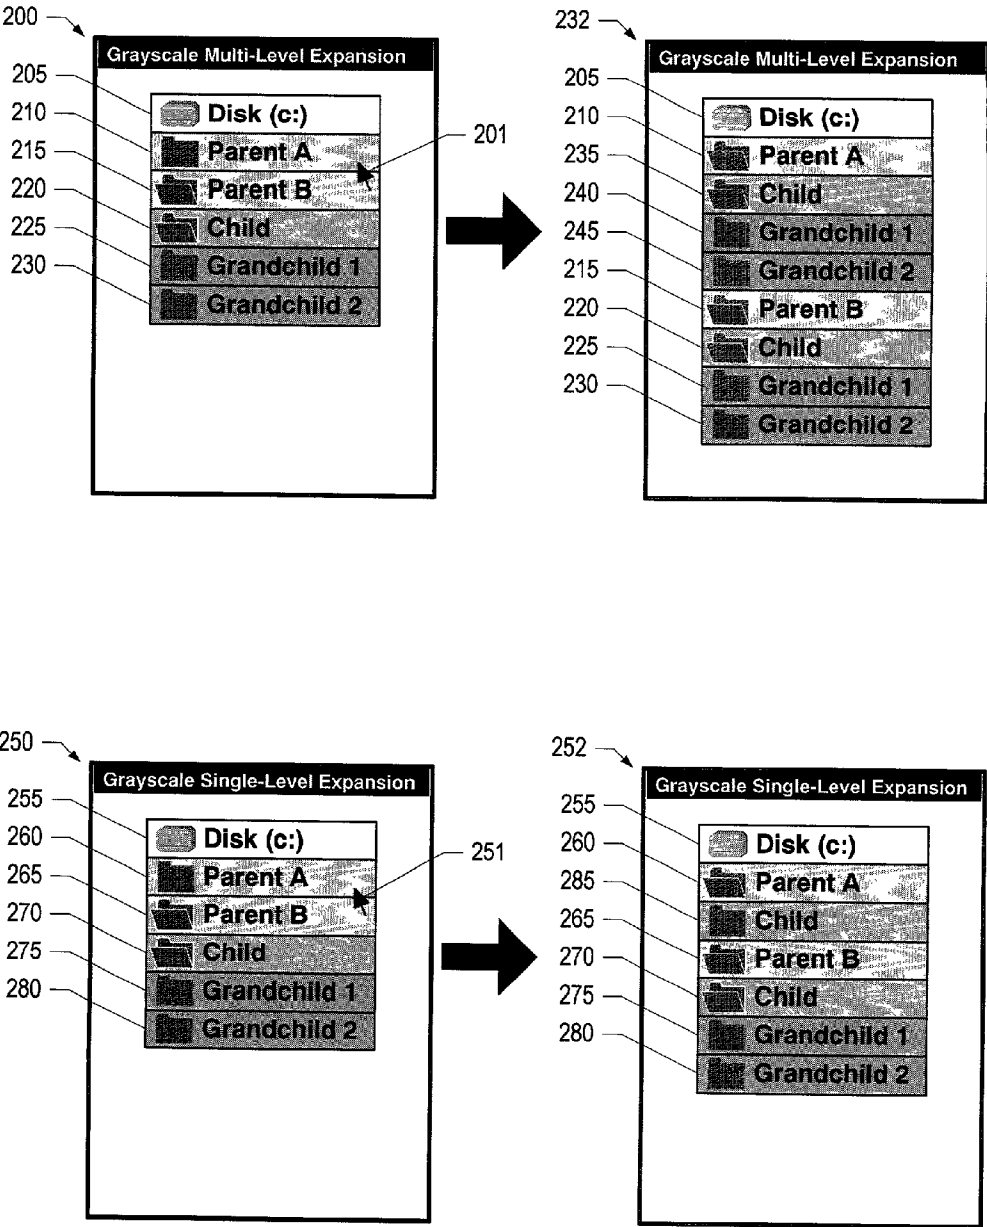 200
Grayscale Multi-Level Expansion
205
Disk (c:)
210
Parent A
201
215
Parent B
220
Child
225
Grandchild 1
230
Grandchild 2
232
Grayscale Multi-Level Expansion
205
Disk (c:)
210
Parent A
235
Child
240
Grandchild 1
245
Grandchild 2
215
Parent B
220
Child
225
Grandchild 1
230
Grandchild 2
250
Grayscale Single-Level Expansion
255
Disk (c:)
260
Parent A
251
265
Parent B
270
Child
275
Grandchild 1
280
Grandchild 2
252
Grayscale Single-Level Expansion
255
Disk (c:)
260
Parent A
285
Child
265
Parent B
270
Child
275
Grandchild 1
280
Grandchild 2